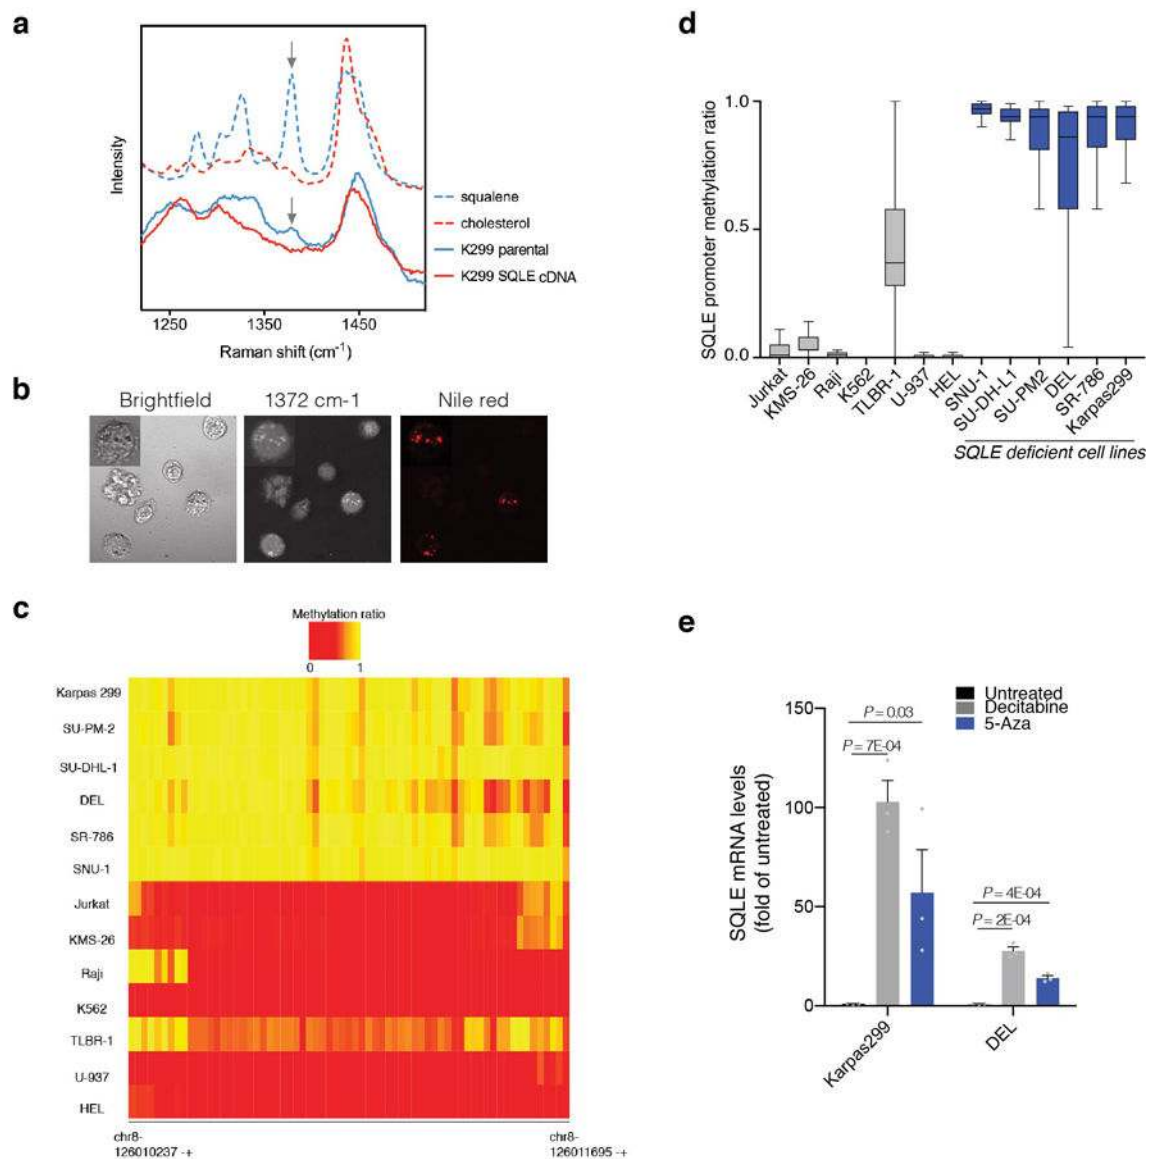 a
Intensity
1250 1350 1450
Raman shift (cm-1)
squalene
cholesterol
K299 parental
K299 SQLE cDNA
b
Brightfield
1372 cm-1
Nile red
c
Methylation ratio
0 1
Karpas 299
SU-PM-2
SU-DHL-1
DEL
SR-786
SNU-1
Jurkat
KMS-26
Raji
K562
TLBR-1
U-937
HEL
chr8-
126010237 -+
chr8-
126011695 -+
d
SQLE promoter methylation ratio
1.0
0.5
0.0
Jurkat
KMS-26
Raji
K562
TLBR-1
U-937
HEL
SNU-1
SU-DH-L1
SU-PM2
DEL
SR-786
Karpas299
SQLE deficient cell lines
e
Untreated
Decitabine
5-Aza
SQLE mRNA levels
(fold of untreated)
150
100
50
0
P = 0.03
P = 7E-04
P = 4E-04
P = 2E-04
Karpas299
DEL